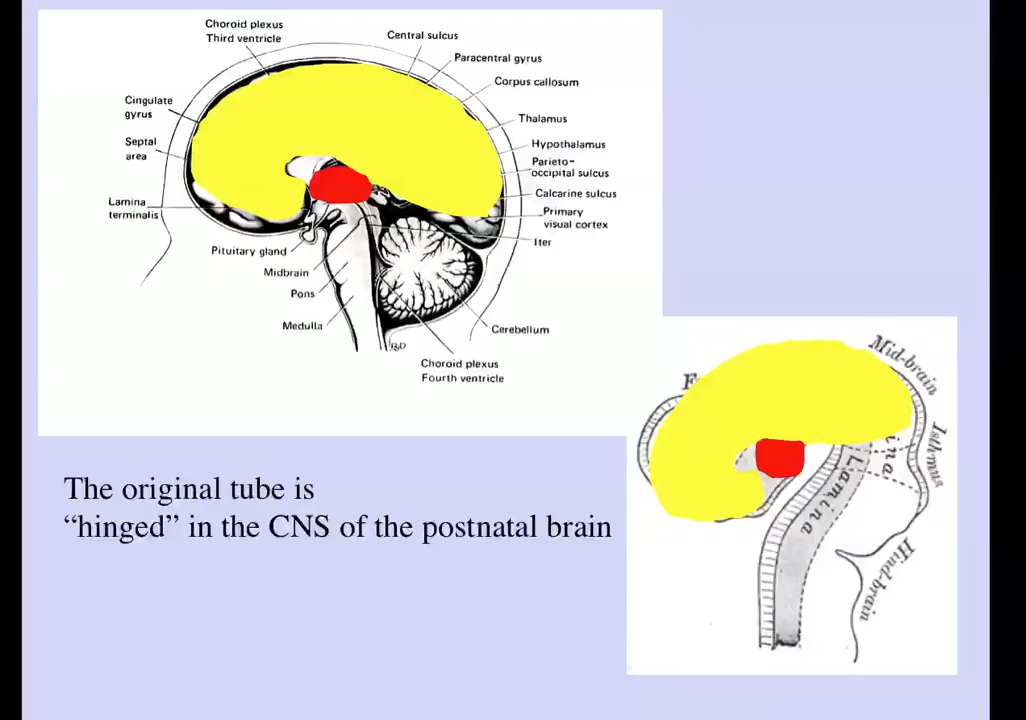 Choroid plexus
Third ventricle
Central sulcus
Paracentral gyrus
Corpus callosum
Cingulate
gyrus
Thalamus
Septal
area
Hypothalamus
Parieto-
occipital sulcus
Calcarine sulcus
Lamina
terminalis
Primary
visual cortex
Iter
Pituitary gland
Midbrain
Pons
Medulla
Cerebellum
Choroid plexus
Fourth ventricle
Mid-brain
Isthmus
Lamina
Hind-brain
The original tube is
“hinged” in the CNS of the postnatal brain